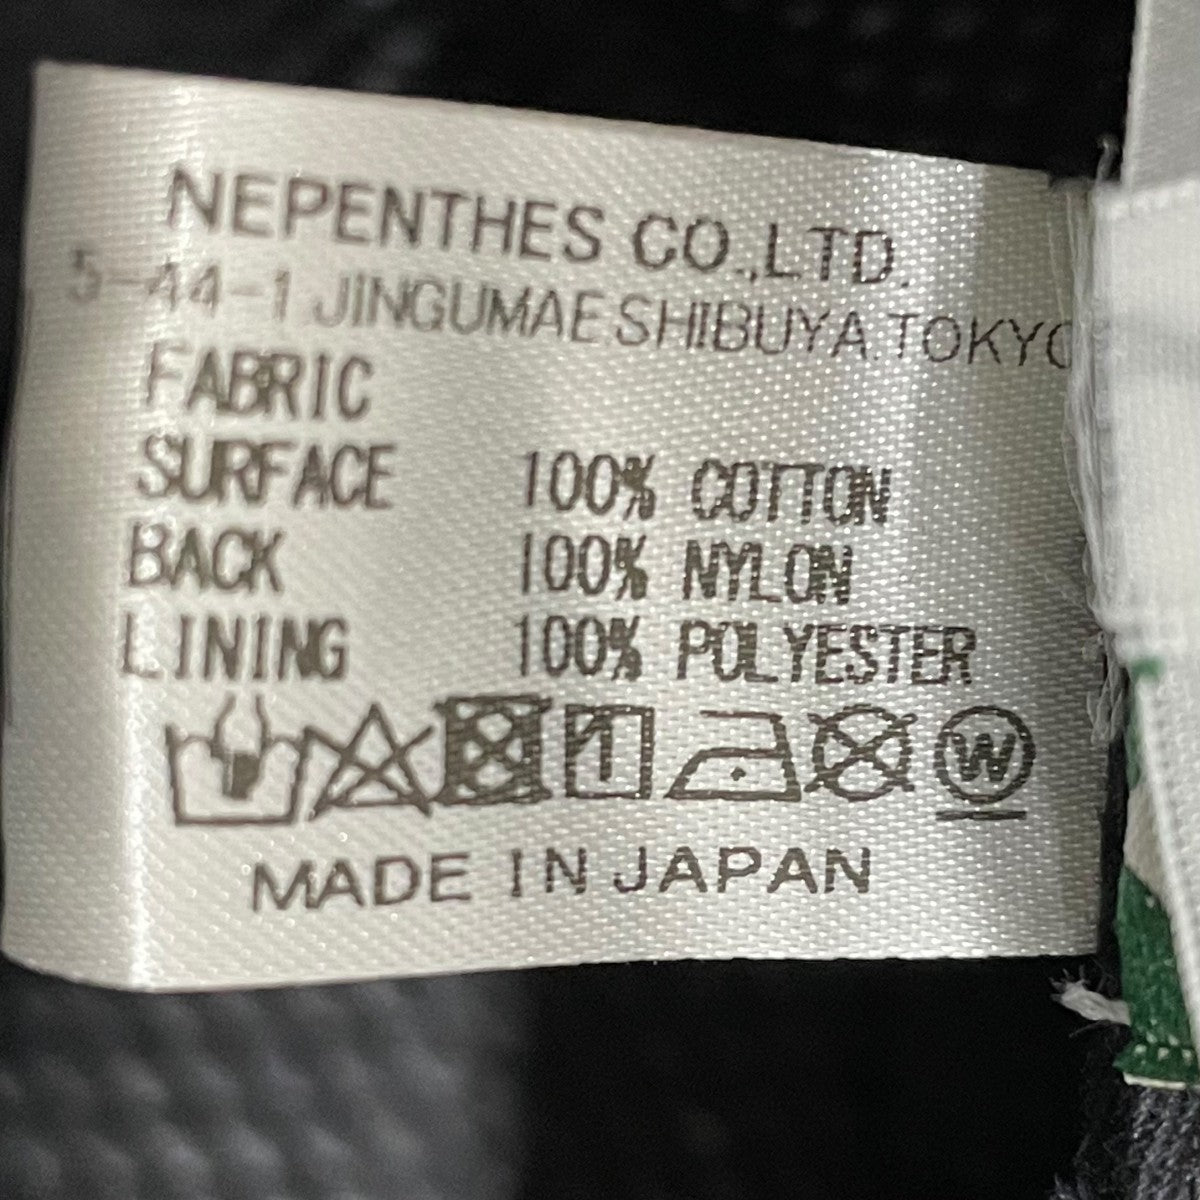 NEPENTHES CO.,LTD.
5-44-1 JINGUMAE SHIBUYA.TOKYO
FABRIC
SURFACE 100% COTTON
BACK 100% NYLON
LINING 100% POLYESTER
W
MADE IN JAPAN